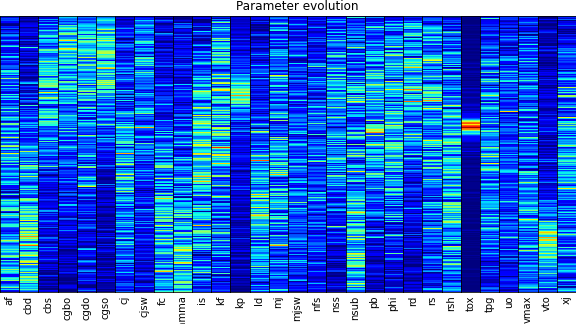 Parameter evolution
af cbd cbs cgbo cgdo cgso cj cjsw fc mma is kf kp ld mj mjsw nfs nss nsub pb phi rd rs rsh tox tpg uo vmax vto xj